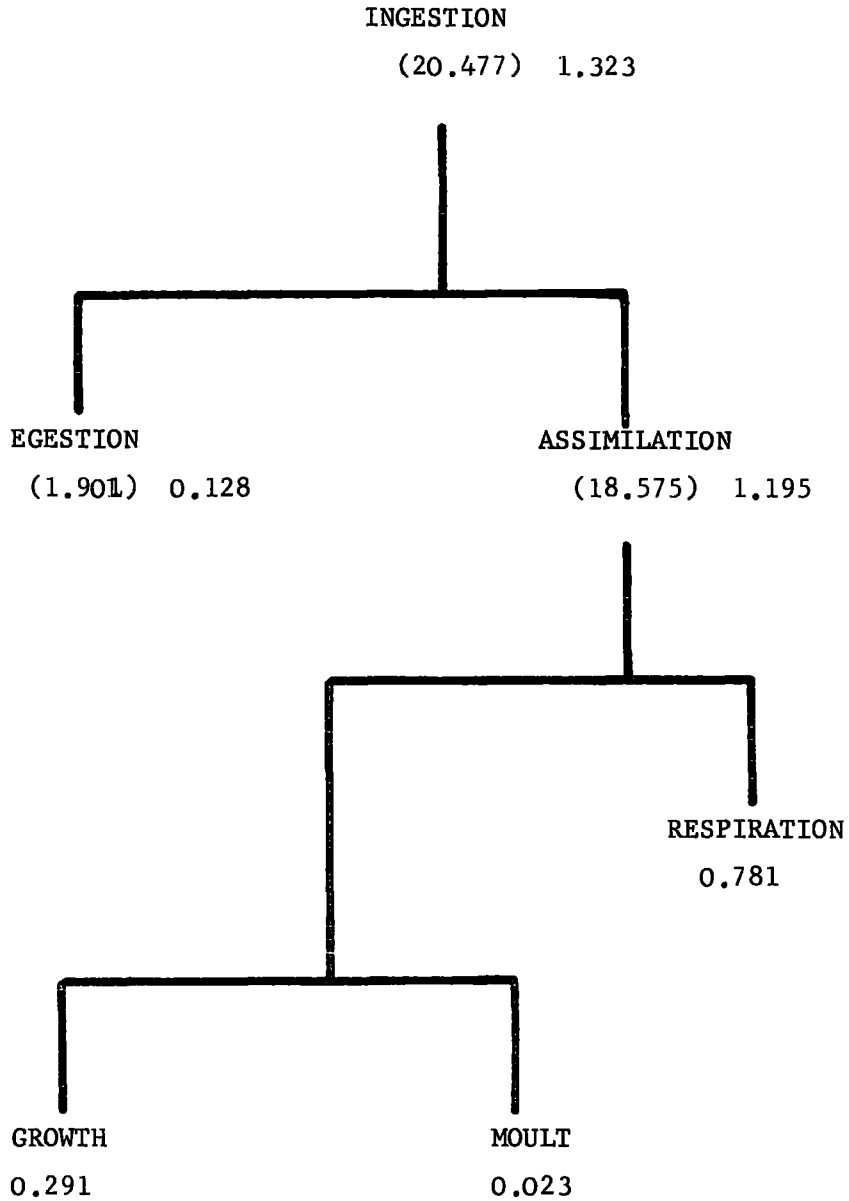 INGESTION
(20.477) 1.323
EGESTION
(1.901) 0.128
ASSIMILATION
(18.575) 1.195
RESPIRATION
0.781
GROWTH
0.291
MOULT
0.023